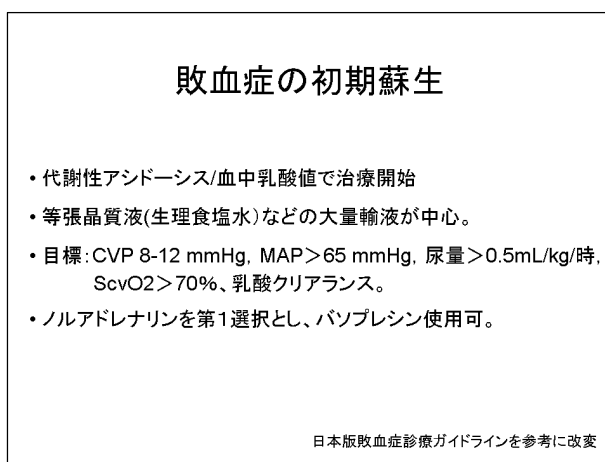 敗血症の初期蘇生
・代謝性アシドーシス/血中乳酸値で治療開始
・等張晶質液(生理食塩水)などの大量輸液が中心。
・目標：CVP 8-12 mmHg, MAP＞65 mmHg, 尿量＞0.5mL/kg/時,
ScvO2＞70%、乳酸クリアランス。
・ノルアドレナリンを第１選択とし、バソプレシン使用可。
日本版敗血症診療ガイドラインを参考に改変